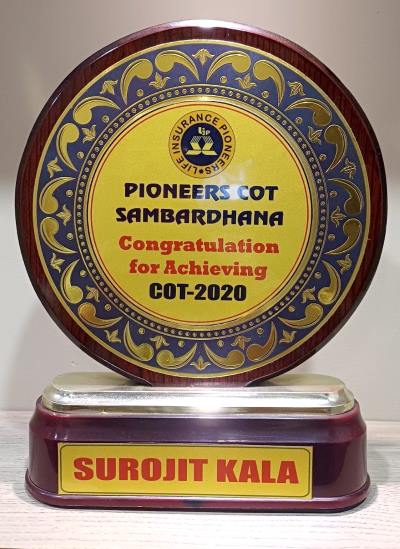 LIFE INSURANCE PIONEERS
Lip
PIONEERS COT
SAMBARDHANA
Congratulation
for Achieving
COT-2020
SUROJIT KALA